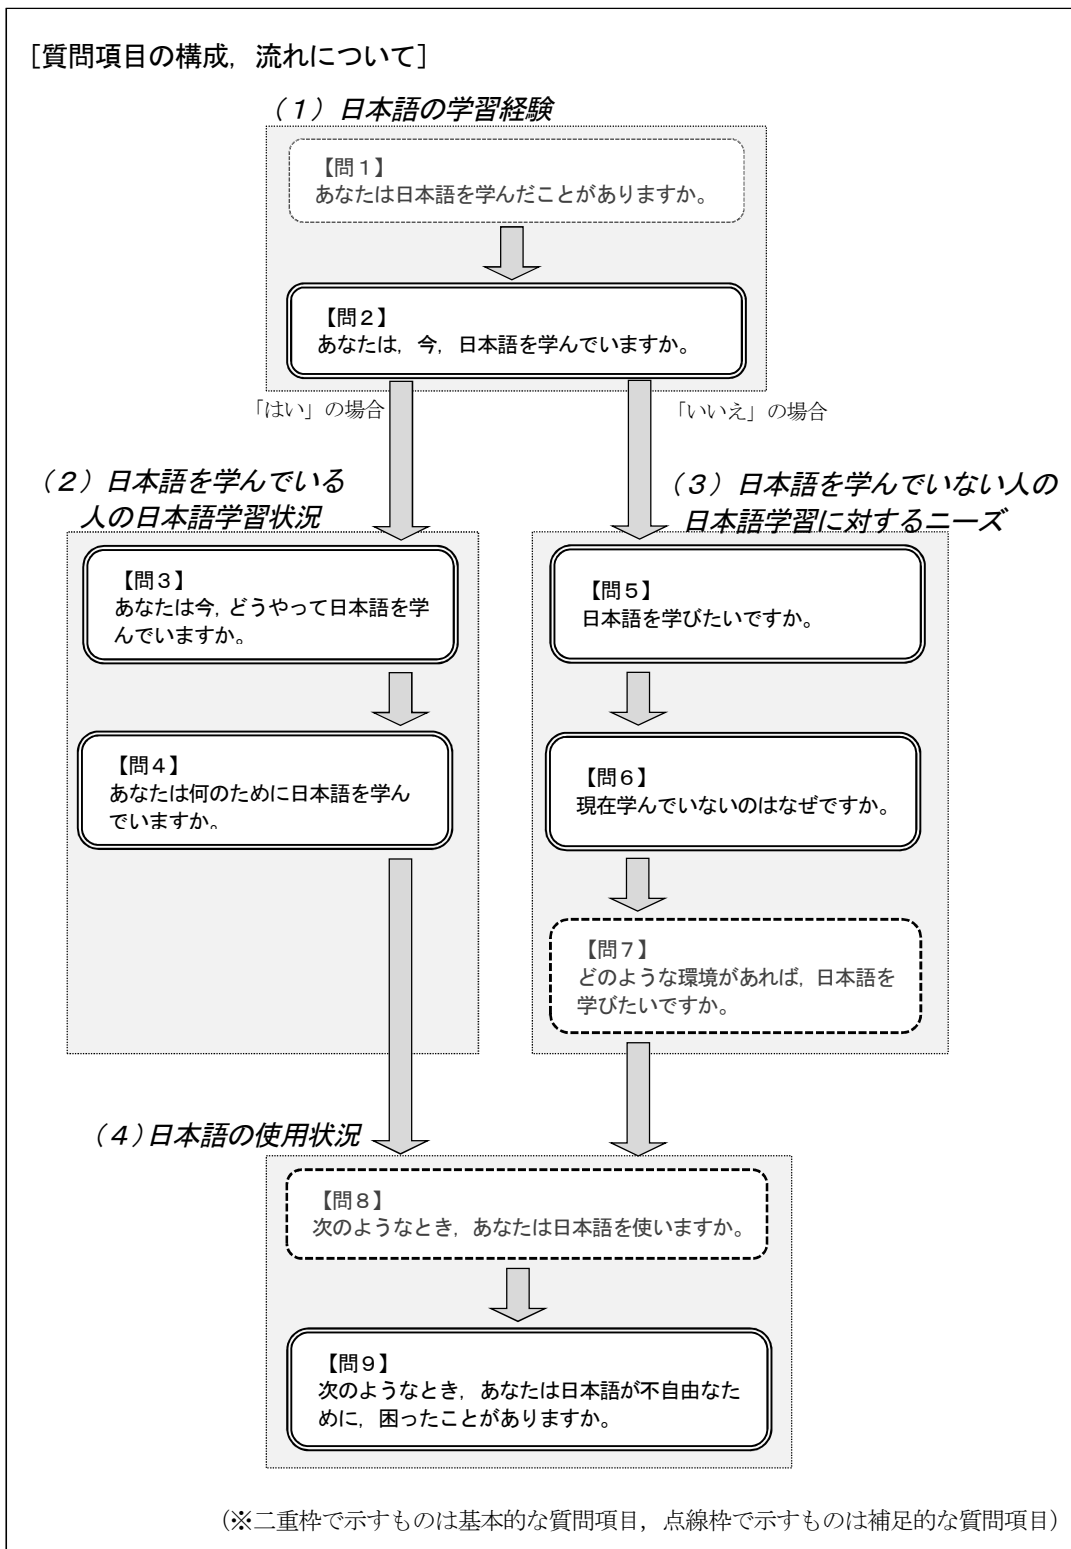 ［質問項目の構成，流れについて］
（１）日本語の学習経験
【問１】
あなたは日本語を学んだことがありますか。
【問２】
あなたは，今，日本語を学んでいますか。
「はい」の場合
「いいえ」の場合
（２）日本語を学んでいる
人の日本語学習状況
【問３】
あなたは今，どうやって日本語を学
んでいますか。
【問４】
あなたは何のために日本語を学ん
でいますか。
（３）日本語を学んでいない人の
日本語学習に対するニーズ
【問５】
日本語を学びたいですか。
【問６】
現在学んでいないのはなぜですか。
【問７】
どのような環境があれば，日本語を
学びたいですか。
（４）日本語の使用状況
【問８】
次のようなとき，あなたは日本語を使いますか。
【問９】
次のようなとき，あなたは日本語が不自由なた
めに，困ったことがありますか。
（※二重枠で示すものは基本的な質問項目，点線枠で示すものは補足的な質問項目）